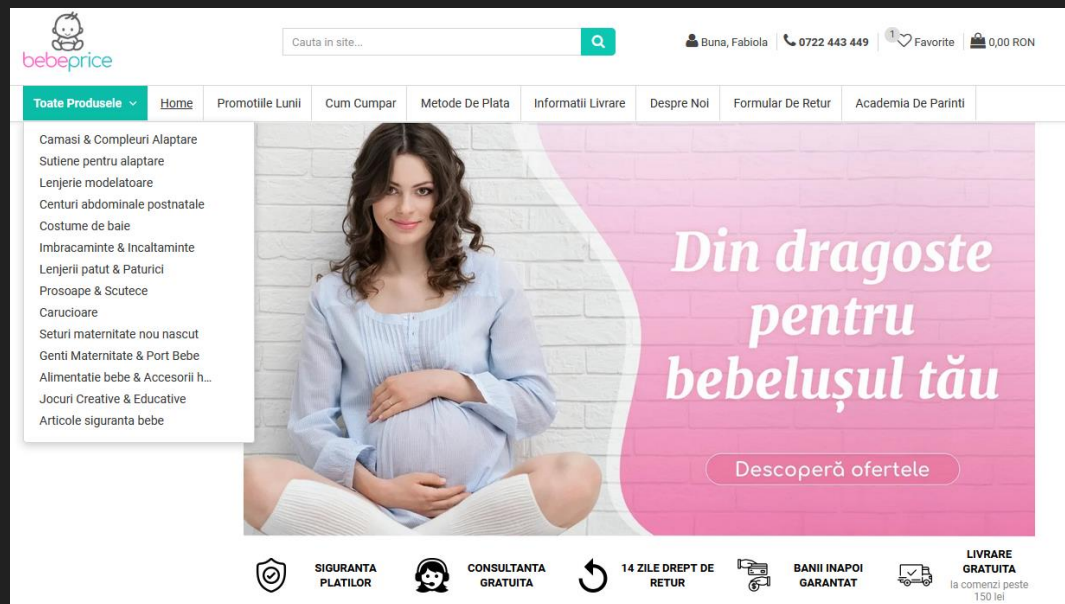 bebeprice
Cauta in site...
Buna, Fabiola
0722 443 449
1
Favorite
0,00 RON
Toate Produsele
Home
Promotiile Lunii
Cum Cumpar
Metode De Plata
Informatii Livrare
Despre Noi
Formular De Retur
Academia De Parinti
Camasi & Compleuri Alaptare
Sutiene pentru alaptare
Lenjerie modelatoare
Centuri abdominale postnatale
Costume de baie
Imbracaminte & Incaltaminte
Lenjerii patut & Paturici
Prosoape & Scutece
Carucioare
Seturi maternitate nou nascut
Genti Maternitate & Port Bebe
Alimentatie bebe & Accesorii h...
Jocuri Creative & Educative
Articole siguranta bebe
Din dragoste
pentru
bebelușul tău
Descoperă ofertele
SIGURANTA
PLATILOR
CONSULTANTA
GRATUITA
14 ZILE DREPT DE
RETUR
BANII INAPOI
GARANTAT
LIVRARE
GRATUITA
la comenzi peste
150 lei